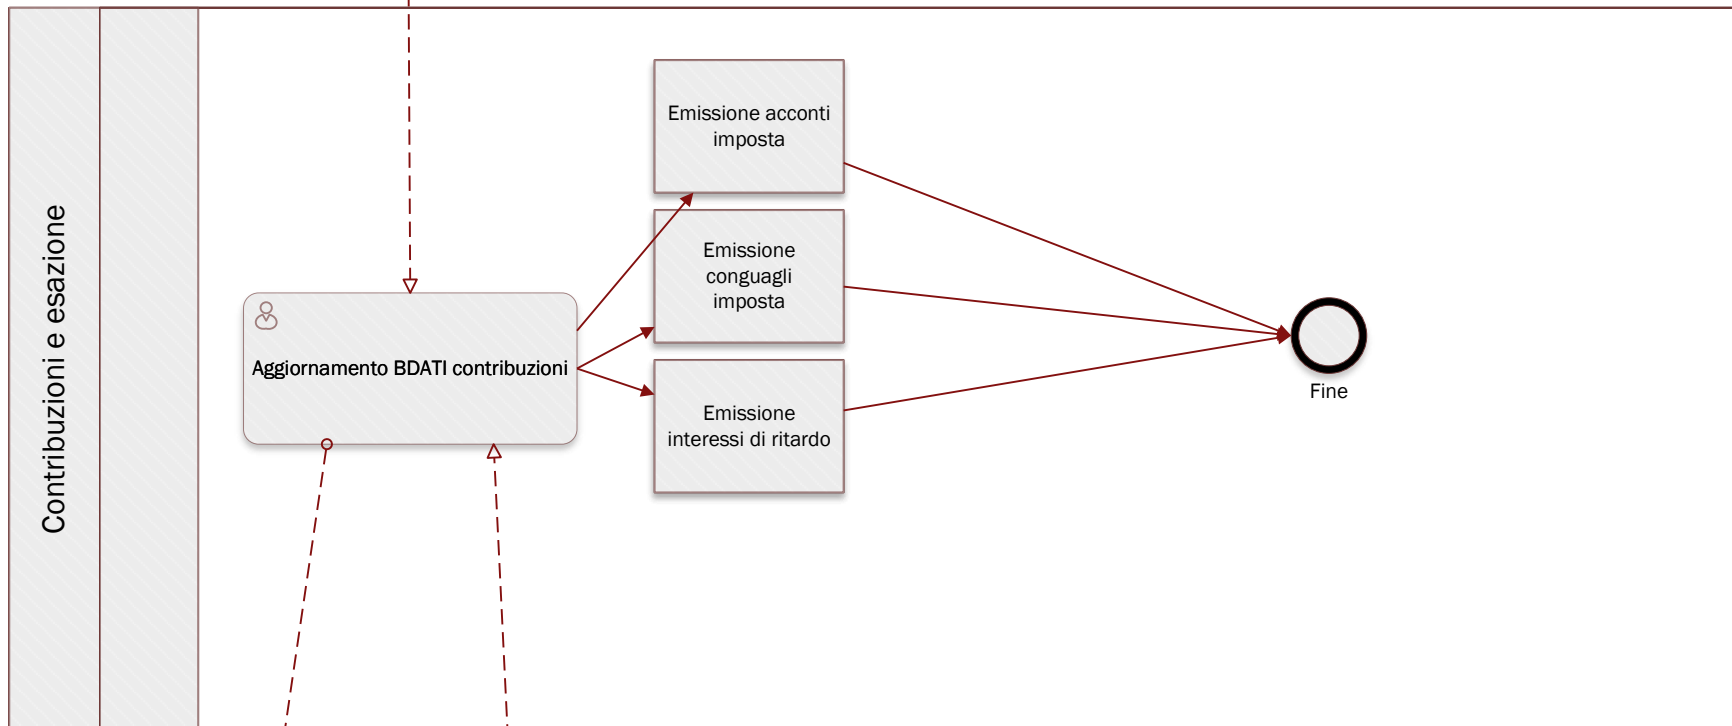 Contribuzioni e esazione
Emissione acconti
imposta
Emissione
conguagli
imposta
Aggiornamento BDATI contribuzioni
Emissione
interessi di ritardo
Fine